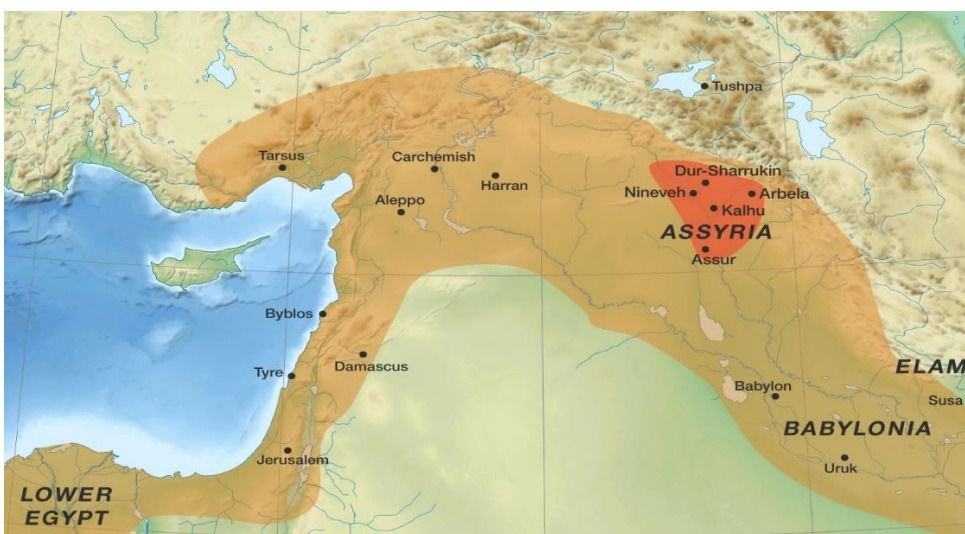 Tushpa
Tarsus
Carchemish
Harran
Dur-Sharrukin
Nineveh
Arbela
Aleppo
Kalhu
ASSYRIA
Assur
Byblos
Damascus
Tyre
ELAM
Babylon
Susa
BABYLONIA
Jerusalem
Uruk
LOWER
EGYPT